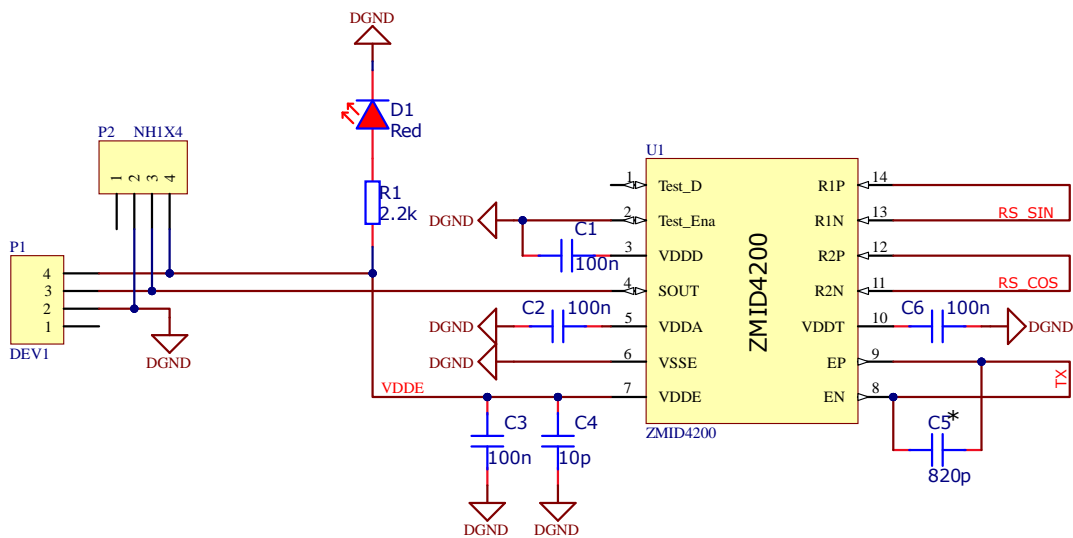 DGND
D1
Red
P2 NH1X4
1 2 3 4
R1
2.2k
P1
4
3
2
1
DEV1
DGND
U1
ZMID4200
1 Test_D R1P 14
DGND 2 Test_Ena R1N 13 RS_SIN
C1
100n
3 VDDD R2P 12
4 SOUT R2N 11 RS_COS
C2 100n
DGND 5 VDDA VDDT 10
C6 100n
DGND
DGND 6 VSSE EP 9
TX
VDDE 7 VDDE EN 8
ZMID4200
C3
100n
C4
10p
C5*
820p
DGND
DGND